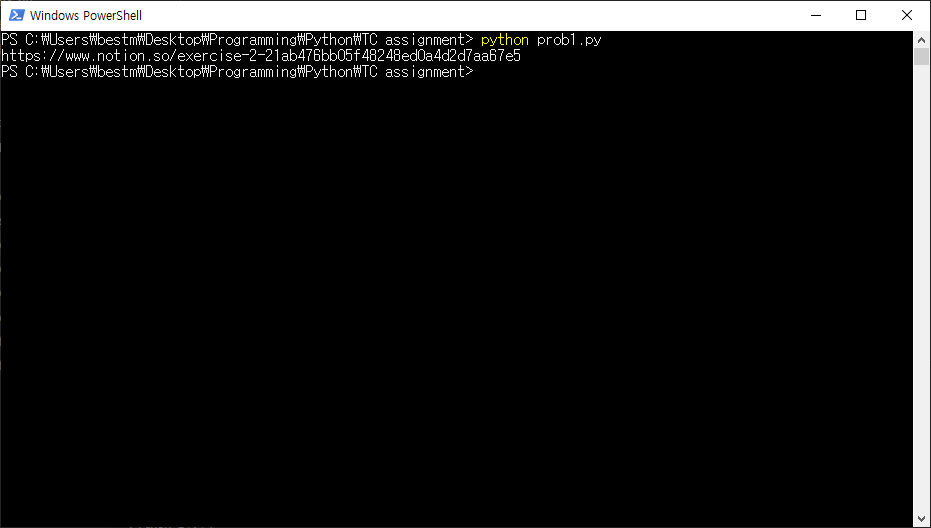 Windows PowerShell
PS C:₩Users₩bestm₩Desktop₩Programming₩Python₩TC assignment> python prob1.py
https://www.notion.so/exercise-2-21ab476bb05f48248ed0a4d2d7aa67e5
PS C:₩Users₩bestm₩Desktop₩Programming₩Python₩TC assignment>